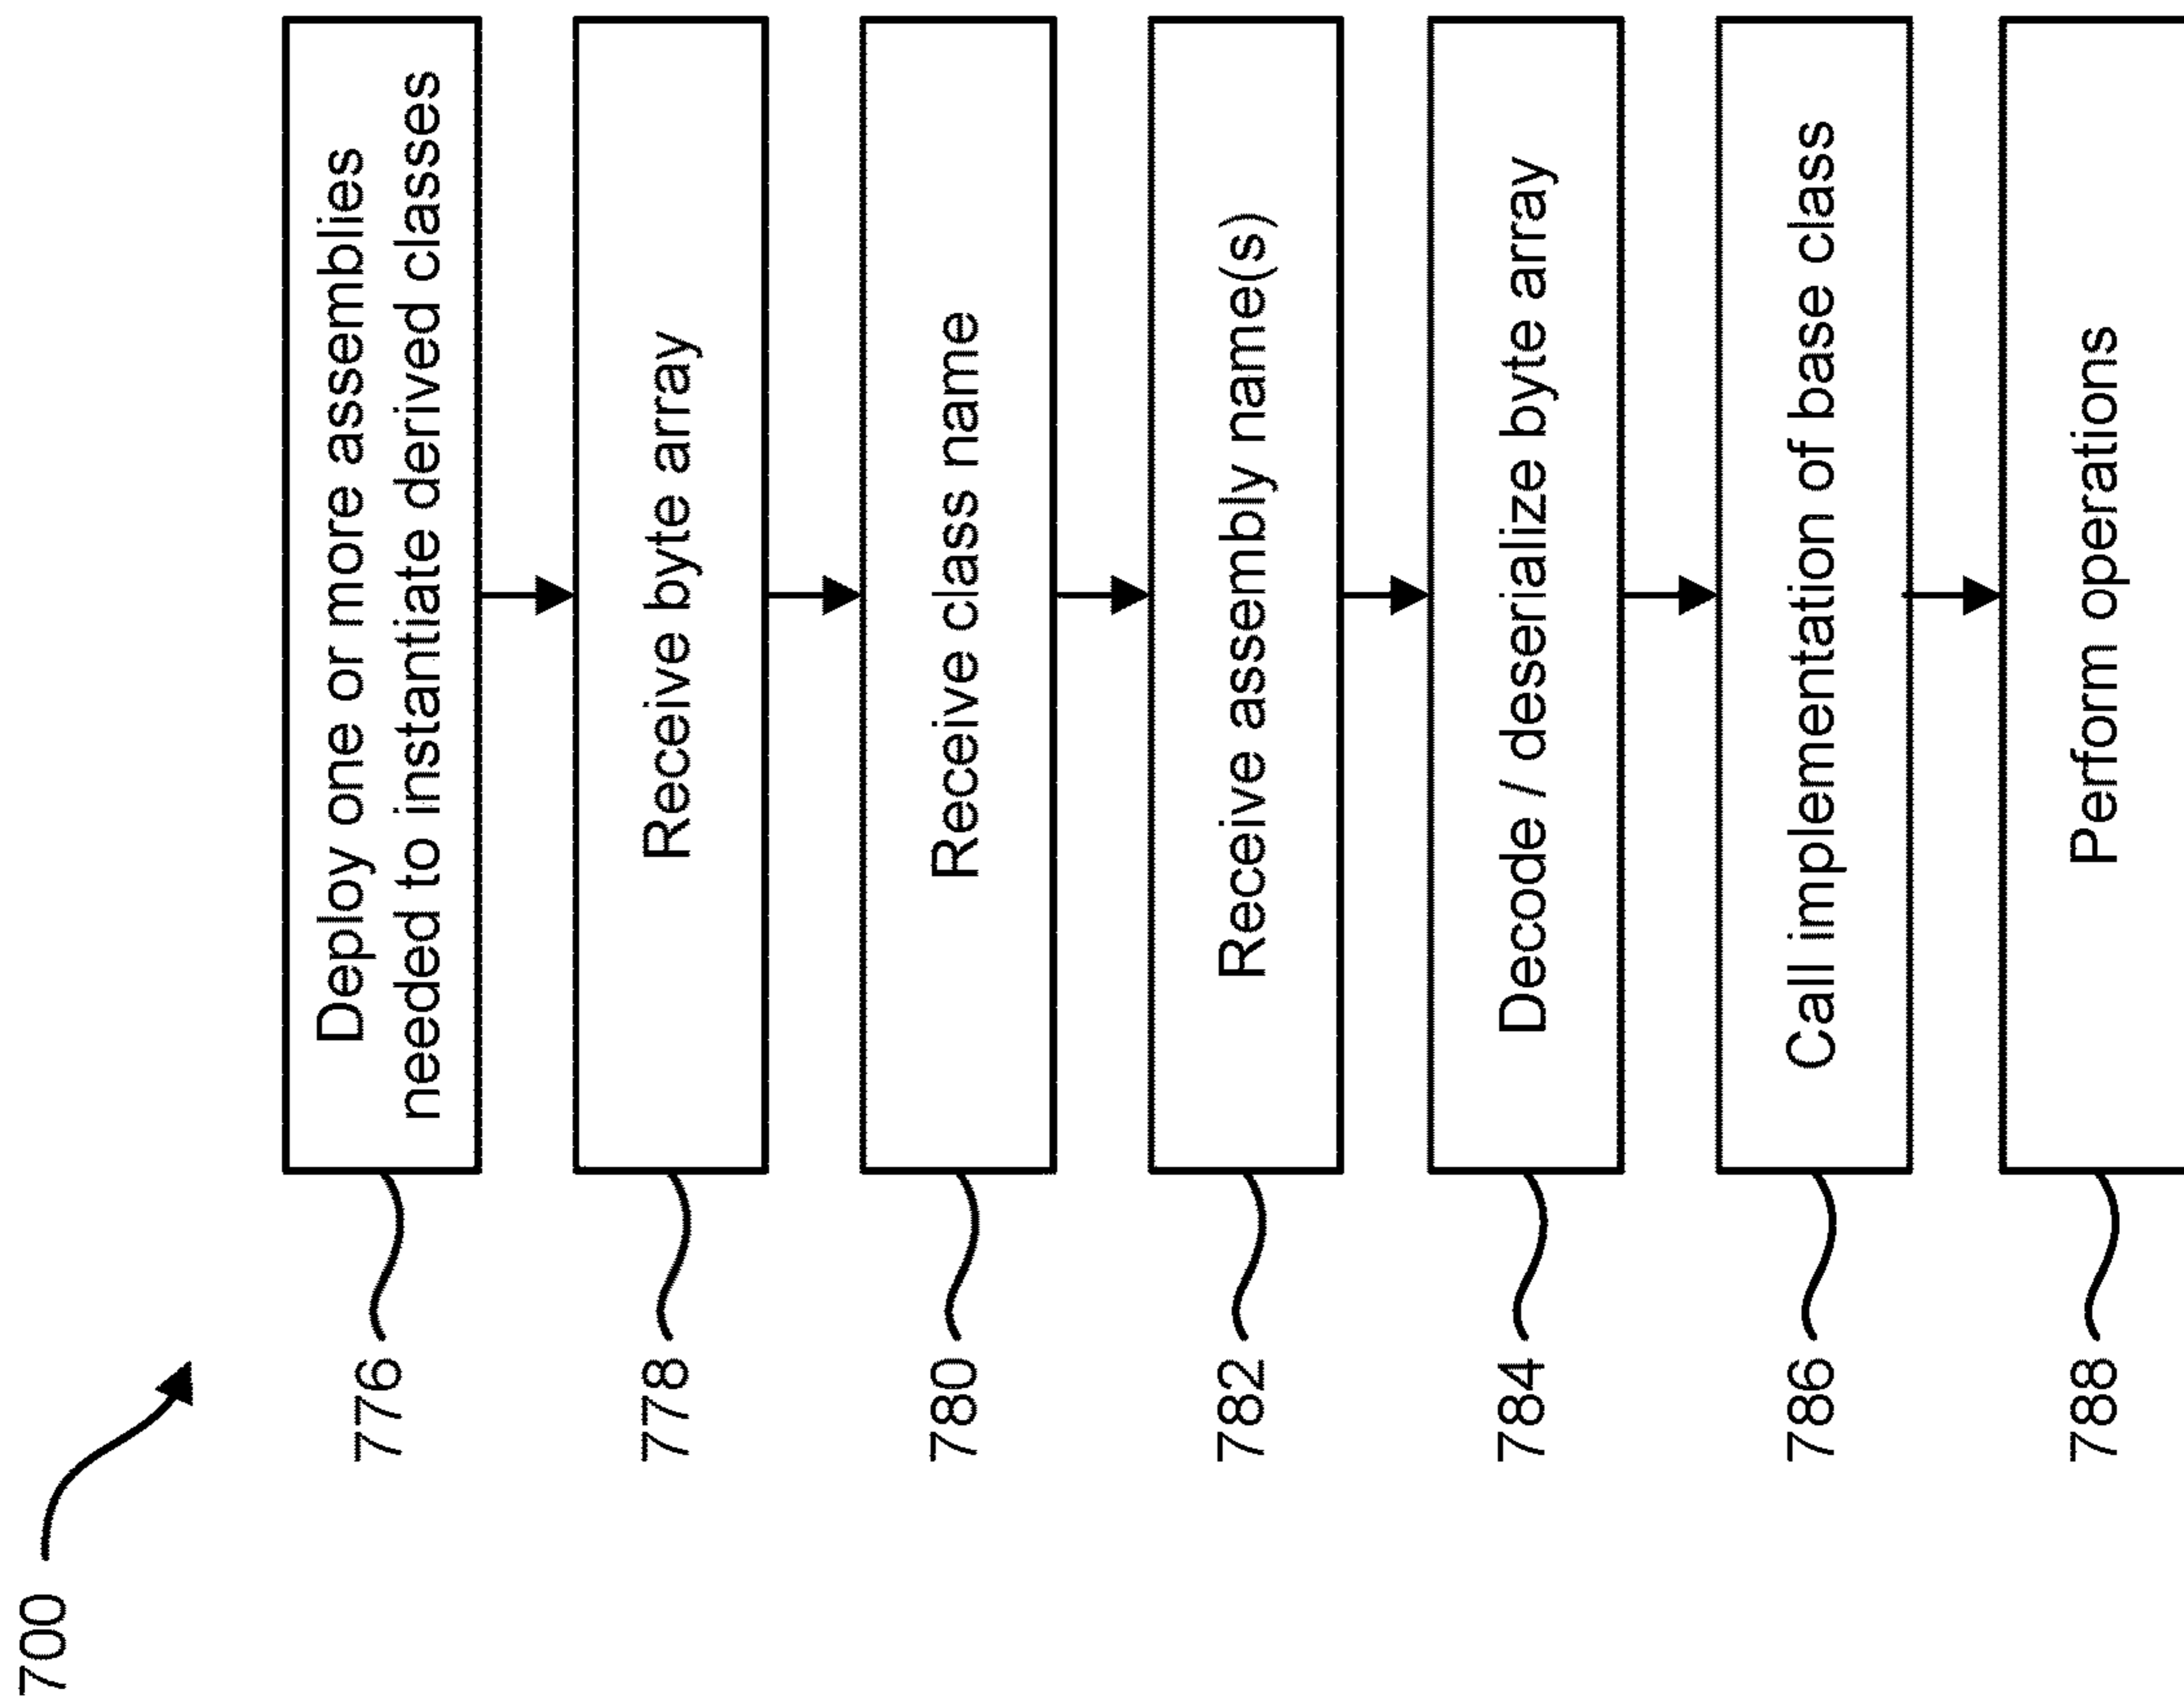 700
776
Deploy one or more assemblies
needed to instantiate derived classes
778
Receive byte array
780
Receive class name
782
Receive assembly name(s)
784
Decode / deserialize byte array
786
Call implementation of base class
788
Perform operations